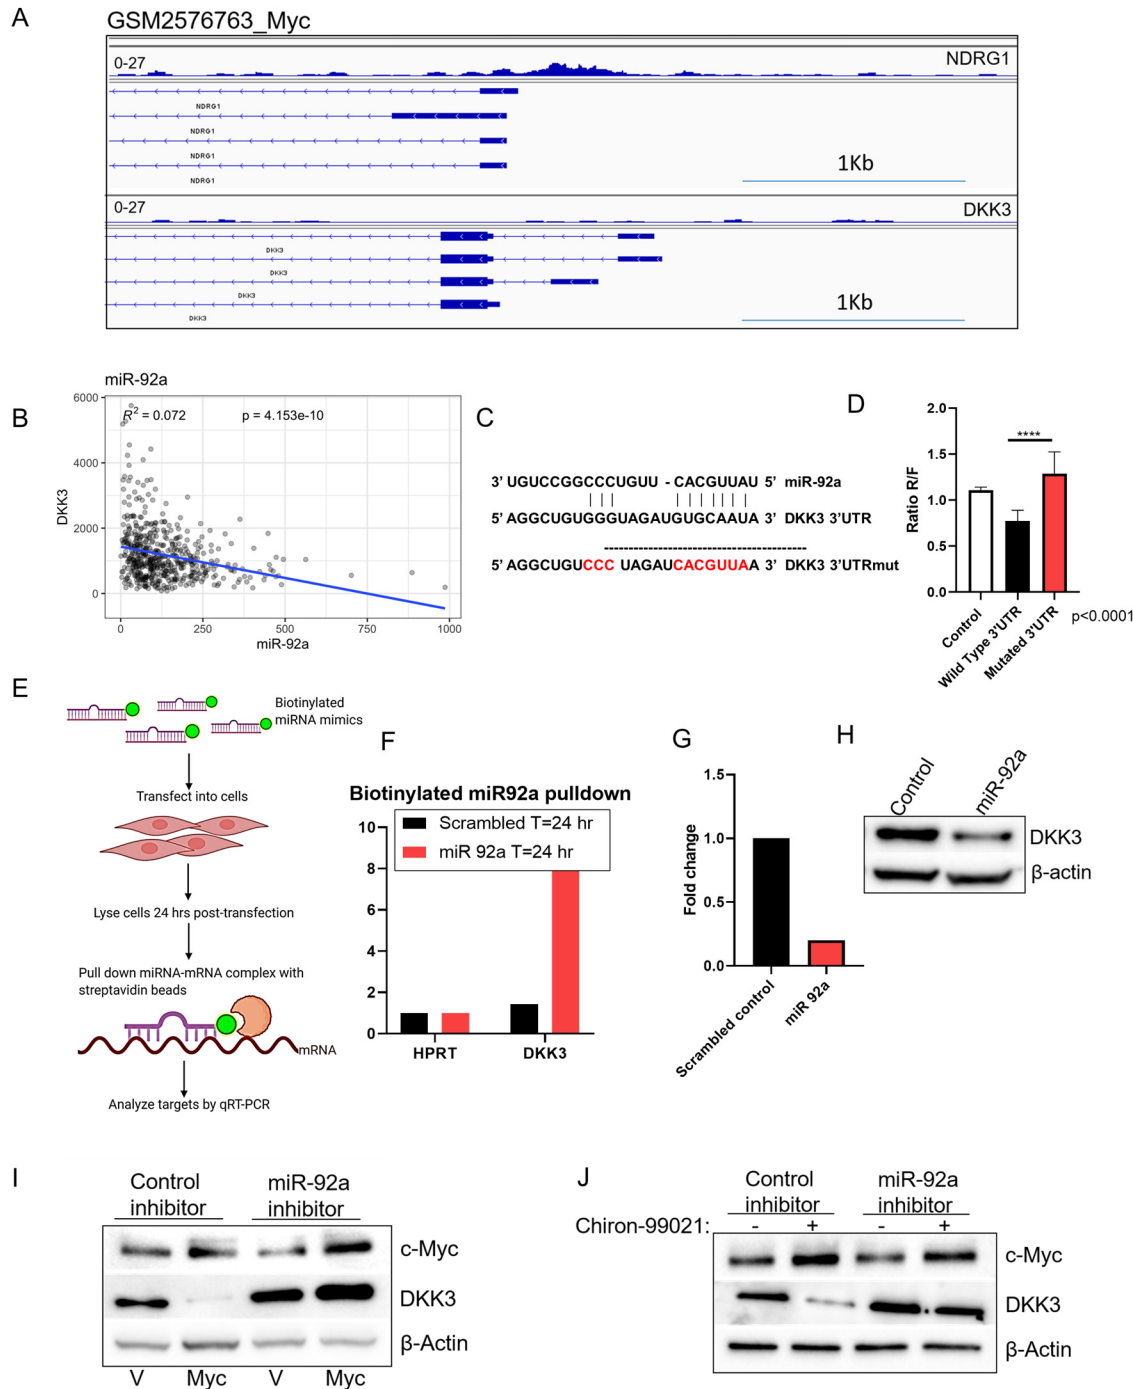 A
GSM2576763_Myc
0-27
NDRG1
NDRG1
NDRG1
NDRG1
NDRG1
1Kb
0-27
DKK3
DKK3
DKK3
DKK3
DKK3
1Kb
B
miR-92a
R² = 0.072
p = 4.153e-10
DKK3
6000
4000
2000
0
0
250
500
750
1000
miR-92a
C
3' UGUCCGGCCCUGUU - CACGUUAU 5' miR-92a
5' AGGCUGUGGGUAGAUGUGCAAUA 3' DKK3 3'UTR
5' AGGCUGUCCC UAGAUCACGUUAA 3' DKK3 3'UTRmut
D
Ratio R/F
2.0
1.5
1.0
0.5
0.0
****
Control
Wild Type 3'UTR
Mutated 3'UTR
p<0.0001
E
Biotinylated
miRNA mimics
Transfect into cells
Lyse cells 24 hrs post-transfection
Pull down miRNA-mRNA complex with
streptavidin beads
mRNA
Analyze targets by qRT-PCR
F
Biotinylated miR92a pulldown
Scrambled T=24 hr
miR 92a T=24 hr
10
8
6
4
2
0
HPRT
DKK3
G
Fold change
1.5
1.0
0.5
0.0
Scrambled control
miR 92a
H
Control
miR-92a
DKK3
β-actin
I
Control
inhibitor
miR-92a
inhibitor
c-Myc
DKK3
β-Actin
V
Myc
V
Myc
J
Control
inhibitor
miR-92a
inhibitor
Chiron-99021:
-
+
-
+
c-Myc
DKK3
β-Actin